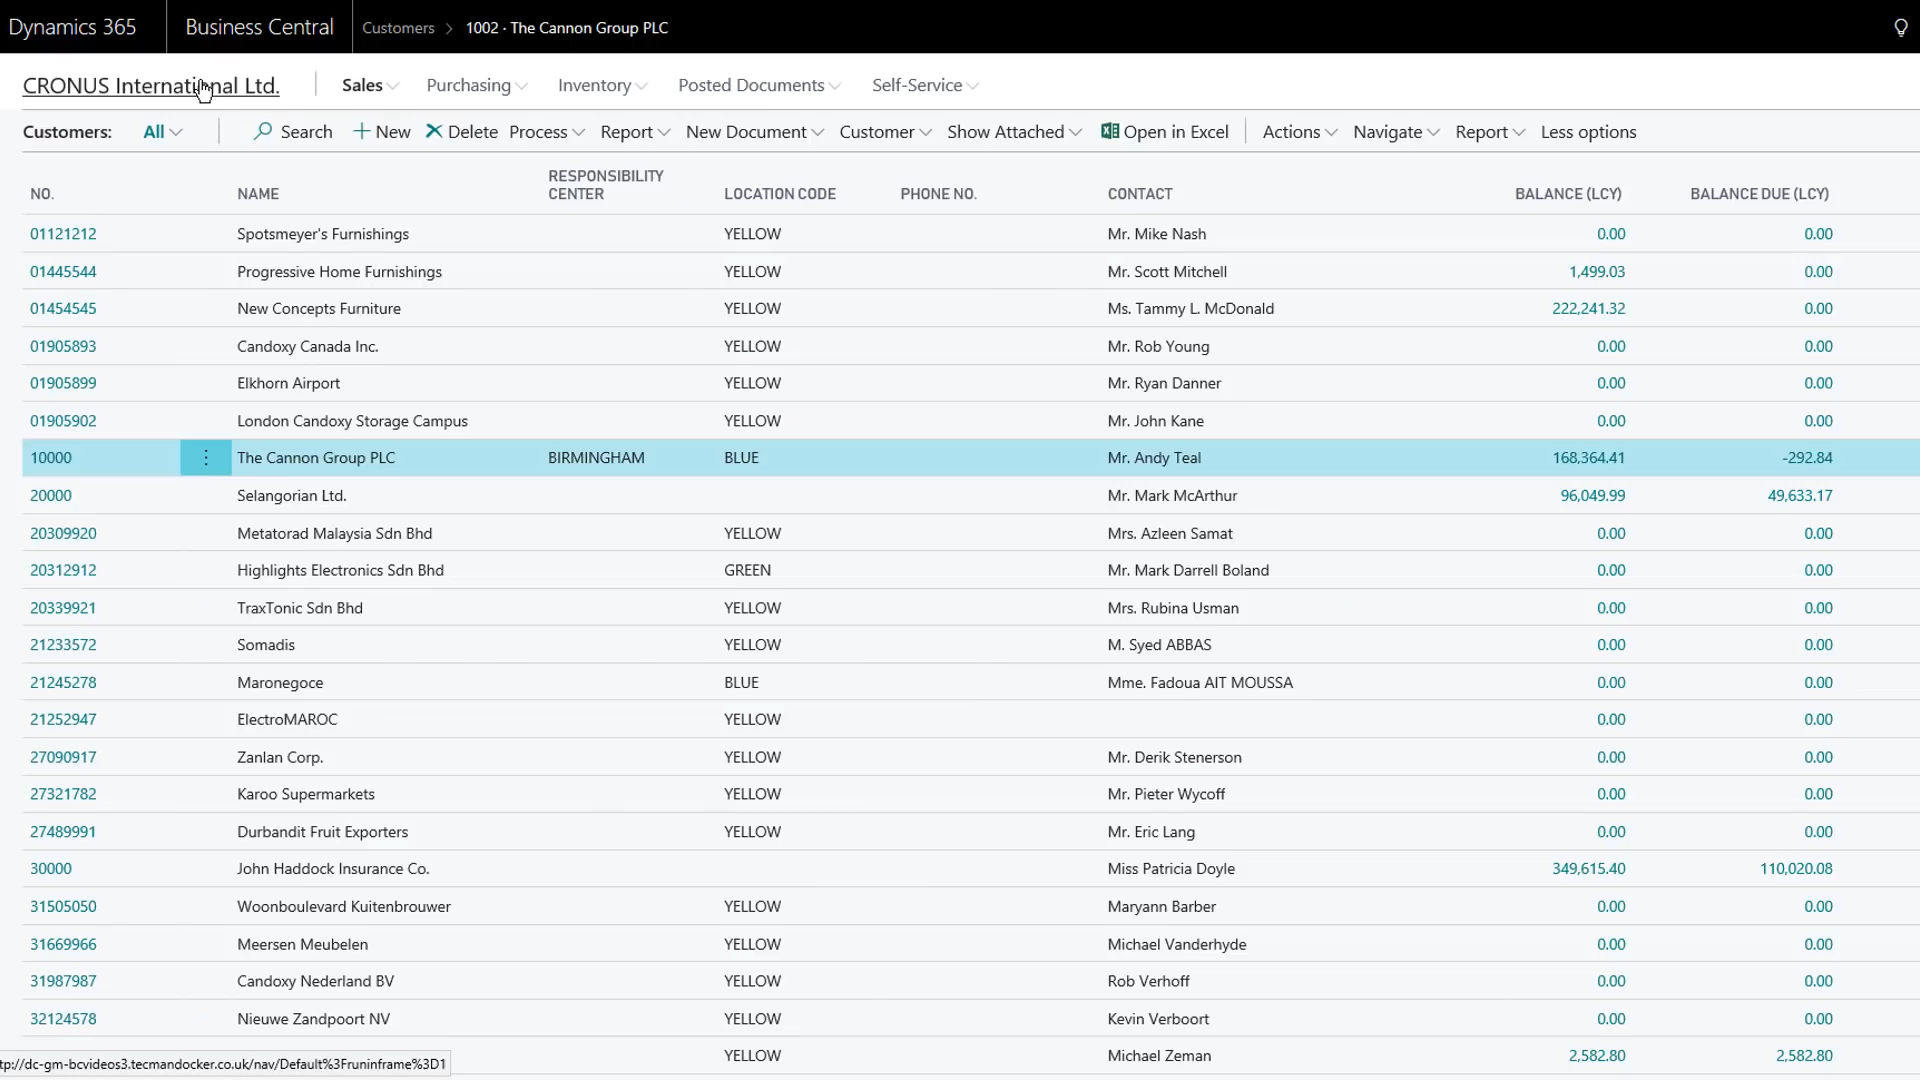 Dynamics 365 Business Central Customers > 1002 · The Cannon Group PLC
CRONUS International Ltd. Sales Purchasing Inventory Posted Documents Self-Service
Customers: All Search + New Delete Process Report New Document Customer Show Attached Open in Excel Actions Navigate Report Less options
NO. NAME RESPONSIBILITY CENTER LOCATION CODE PHONE NO. CONTACT BALANCE (LCY) BALANCE DUE (LCY)
01121212 Spotsmeyer's Furnishings YELLOW Mr. Mike Nash 0.00 0.00
01445544 Progressive Home Furnishings YELLOW Mr. Scott Mitchell 1,499.03 0.00
01454545 New Concepts Furniture YELLOW Ms. Tammy L. McDonald 222,241.32 0.00
01905893 Candoxy Canada Inc. YELLOW Mr. Rob Young 0.00 0.00
01905899 Elkhorn Airport YELLOW Mr. Ryan Danner 0.00 0.00
01905902 London Candoxy Storage Campus YELLOW Mr. John Kane 0.00 0.00
10000 The Cannon Group PLC BIRMINGHAM BLUE Mr. Andy Teal 168,364.41 -292.84
20000 Selangorian Ltd. Mr. Mark McArthur 96,049.99 49,633.17
20309920 Metatorad Malaysia Sdn Bhd YELLOW Mrs. Azleen Samat 0.00 0.00
20312912 Highlights Electronics Sdn Bhd GREEN Mr. Mark Darrell Boland 0.00 0.00
20339921 TraxTonic Sdn Bhd YELLOW Mrs. Rubina Usman 0.00 0.00
21233572 Somadis YELLOW M. Syed ABBAS 0.00 0.00
21245278 Maronegoce BLUE Mme. Fadoua AIT MOUSSA 0.00 0.00
21252947 ElectroMAROC YELLOW 0.00 0.00
27090917 Zanlan Corp. YELLOW Mr. Derik Stenerson 0.00 0.00
27321782 Karoo Supermarkets YELLOW Mr. Pieter Wycoff 0.00 0.00
27489991 Durbandit Fruit Exporters YELLOW Mr. Eric Lang 0.00 0.00
30000 John Haddock Insurance Co. Miss Patricia Doyle 349,615.40 110,020.08
31505050 Woonboulevard Kuitenbrouwer YELLOW Maryann Barber 0.00 0.00
31669966 Meersen Meubelen YELLOW Michael Vanderhyde 0.00 0.00
31987987 Candoxy Nederland BV YELLOW Rob Verhoff 0.00 0.00
32124578 Nieuwe Zandpoort NV YELLOW Kevin Verboort 0.00 0.00
YELLOW Michael Zeman 2,582.80 2,582.80
tp://dc-gm-bcvideos3.tecmandocker.co.uk/nav/Default%3Fruninframe%3D1